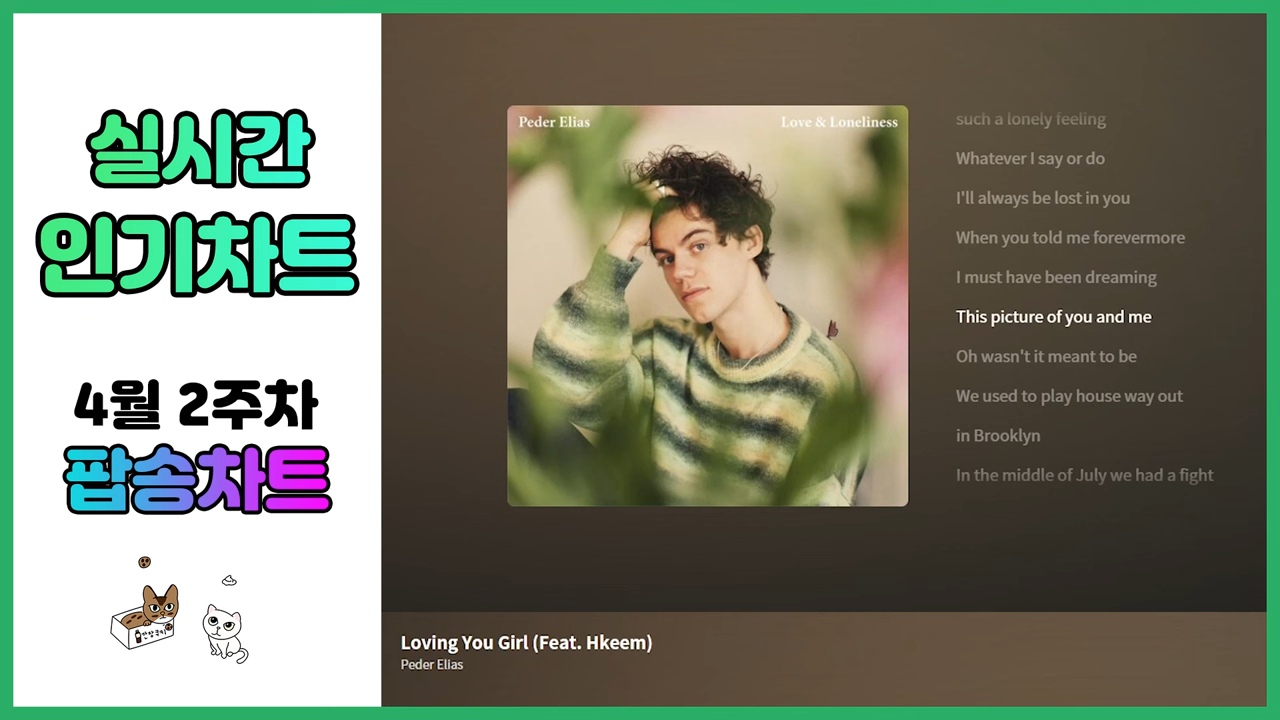 실시간
인기차트
4월 2주차
팝송차트
Peder Elias
Love & Loneliness
such a lonely feeling
Whatever I say or do
I'll always be lost in you
When you told me forevermore
I must have been dreaming
This picture of you and me
Oh wasn't it meant to be
We used to play house way out
in Brooklyn
In the middle of July we had a fight
Loving You Girl (Feat. Hkeem)
Peder Elias